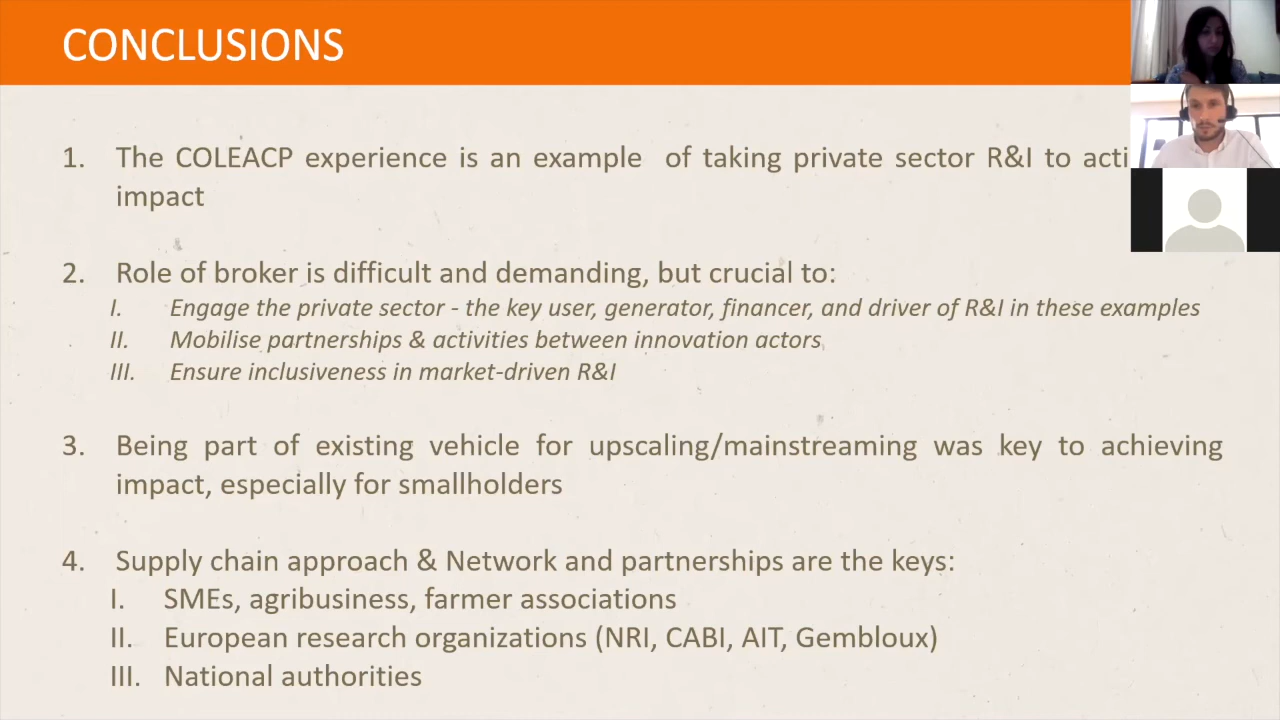 CONCLUSIONS
1. The COLEACP experience is an example of taking private sector R&I to
impact
2. Role of broker is difficult and demanding, but crucial to:
I. Engage the private sector - the key user, generator, financer, and driver of R&I in these examples
II. Mobilise partnerships & activities between innovation actors
III. Ensure inclusiveness in market-driven R&I
3. Being part of existing vehicle for upscaling/mainstreaming was key to achieving
impact, especially for smallholders
4. Supply chain approach & Network and partnerships are the keys:
I. SMEs, agribusiness, farmer associations
II. European research organizations (NRI, CABI, AIT, Gembloux)
III. National authorities